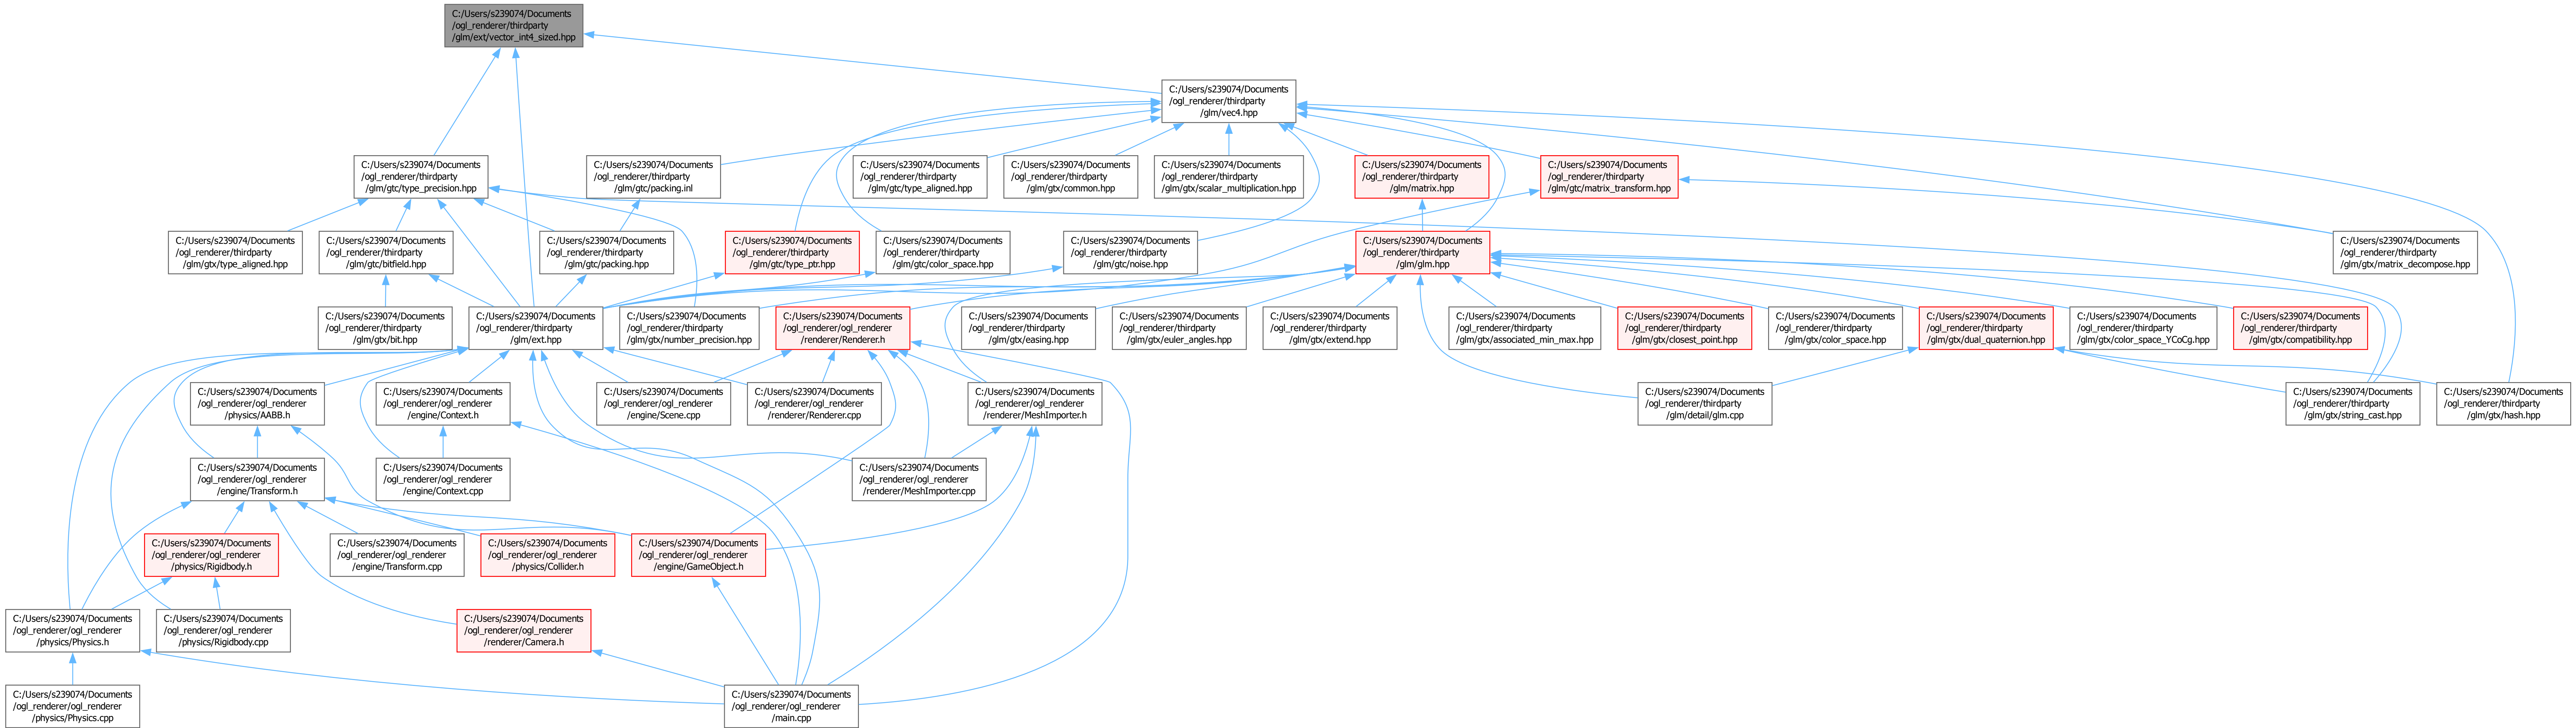 C:/Users/s239074/Documents
/ogl_renderer/thirdparty
/glm/ext/vector_int4_sized.hpp
C:/Users/s239074/Documents
/ogl_renderer/thirdparty
/glm/vec4.hpp
C:/Users/s239074/Documents
/ogl_renderer/thirdparty
/glm/gtc/type_precision.hpp
C:/Users/s239074/Documents
/ogl_renderer/thirdparty
/glm/gtc/packing.inl
C:/Users/s239074/Documents
/ogl_renderer/thirdparty
/glm/gtc/type_aligned.hpp
C:/Users/s239074/Documents
/ogl_renderer/thirdparty
/glm/gtx/common.hpp
C:/Users/s239074/Documents
/ogl_renderer/thirdparty
/glm/gtx/scalar_multiplication.hpp
C:/Users/s239074/Documents
/ogl_renderer/thirdparty
/glm/matrix.hpp
C:/Users/s239074/Documents
/ogl_renderer/thirdparty
/glm/gtc/matrix_transform.hpp
C:/Users/s239074/Documents
/ogl_renderer/thirdparty
/glm/gtx/type_aligned.hpp
C:/Users/s239074/Documents
/ogl_renderer/thirdparty
/glm/gtc/bitfield.hpp
C:/Users/s239074/Documents
/ogl_renderer/thirdparty
/glm/gtc/packing.hpp
C:/Users/s239074/Documents
/ogl_renderer/thirdparty
/glm/gtc/type_ptr.hpp
C:/Users/s239074/Documents
/ogl_renderer/thirdparty
/glm/gtc/color_space.hpp
C:/Users/s239074/Documents
/ogl_renderer/thirdparty
/glm/gtc/noise.hpp
C:/Users/s239074/Documents
/ogl_renderer/thirdparty
/glm/glm.hpp
C:/Users/s239074/Documents
/ogl_renderer/thirdparty
/glm/gtx/matrix_decompose.hpp
C:/Users/s239074/Documents
/ogl_renderer/thirdparty
/glm/gtx/bit.hpp
C:/Users/s239074/Documents
/ogl_renderer/thirdparty
/glm/ext.hpp
C:/Users/s239074/Documents
/ogl_renderer/thirdparty
/glm/gtx/number_precision.hpp
C:/Users/s239074/Documents
/ogl_renderer/ogl_renderer
/renderer/Renderer.h
C:/Users/s239074/Documents
/ogl_renderer/thirdparty
/glm/gtx/easing.hpp
C:/Users/s239074/Documents
/ogl_renderer/thirdparty
/glm/gtx/euler_angles.hpp
C:/Users/s239074/Documents
/ogl_renderer/thirdparty
/glm/gtx/extend.hpp
C:/Users/s239074/Documents
/ogl_renderer/thirdparty
/glm/gtx/associated_min_max.hpp
C:/Users/s239074/Documents
/ogl_renderer/thirdparty
/glm/gtx/closest_point.hpp
C:/Users/s239074/Documents
/ogl_renderer/thirdparty
/glm/gtx/color_space.hpp
C:/Users/s239074/Documents
/ogl_renderer/thirdparty
/glm/gtx/dual_quaternion.hpp
C:/Users/s239074/Documents
/ogl_renderer/thirdparty
/glm/gtx/color_space_YCoCg.hpp
C:/Users/s239074/Documents
/ogl_renderer/thirdparty
/glm/gtx/compatibility.hpp
C:/Users/s239074/Documents
/ogl_renderer/ogl_renderer
/physics/AABB.h
C:/Users/s239074/Documents
/ogl_renderer/ogl_renderer
/engine/Context.h
C:/Users/s239074/Documents
/ogl_renderer/ogl_renderer
/engine/Scene.cpp
C:/Users/s239074/Documents
/ogl_renderer/ogl_renderer
/renderer/Renderer.cpp
C:/Users/s239074/Documents
/ogl_renderer/ogl_renderer
/renderer/MeshImporter.h
C:/Users/s239074/Documents
/ogl_renderer/thirdparty
/glm/detail/glm.cpp
C:/Users/s239074/Documents
/ogl_renderer/thirdparty
/glm/gtx/string_cast.hpp
C:/Users/s239074/Documents
/ogl_renderer/thirdparty
/glm/gtx/hash.hpp
C:/Users/s239074/Documents
/ogl_renderer/ogl_renderer
/engine/Transform.h
C:/Users/s239074/Documents
/ogl_renderer/ogl_renderer
/engine/Context.cpp
C:/Users/s239074/Documents
/ogl_renderer/ogl_renderer
/renderer/MeshImporter.cpp
C:/Users/s239074/Documents
/ogl_renderer/ogl_renderer
/physics/Rigidbody.h
C:/Users/s239074/Documents
/ogl_renderer/ogl_renderer
/engine/Transform.cpp
C:/Users/s239074/Documents
/ogl_renderer/ogl_renderer
/physics/Collider.h
C:/Users/s239074/Documents
/ogl_renderer/ogl_renderer
/engine/GameObject.h
C:/Users/s239074/Documents
/ogl_renderer/ogl_renderer
/physics/Physics.h
C:/Users/s239074/Documents
/ogl_renderer/ogl_renderer
/physics/Rigidbody.cpp
C:/Users/s239074/Documents
/ogl_renderer/ogl_renderer
/renderer/Camera.h
C:/Users/s239074/Documents
/ogl_renderer/ogl_renderer
/physics/Physics.cpp
C:/Users/s239074/Documents
/ogl_renderer/ogl_renderer
/main.cpp